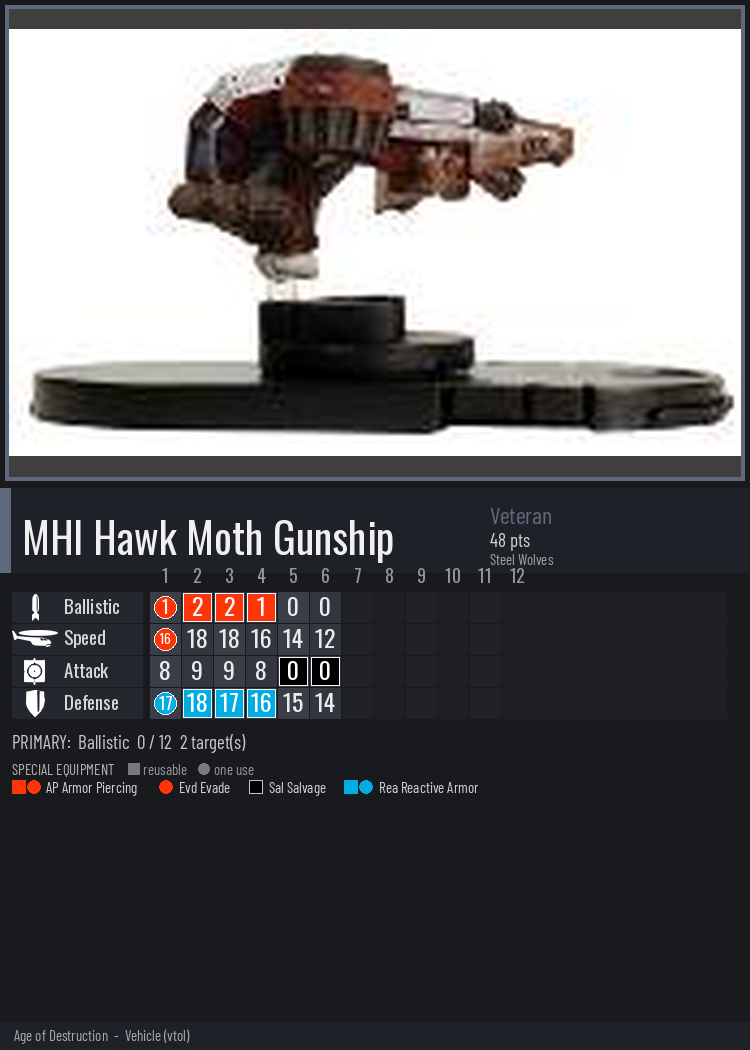 MHI Hawk Moth Gunship
Veteran
48 pts
Steel Wolves
1 2 3 4 5 6 7 8 9 10 11 12
Ballistic 1 2 2 1 0 0
Speed 16 18 18 16 14 12
Attack 8 9 9 8 0 0
Defense 17 18 17 16 15 14
PRIMARY: Ballistic 0 / 12 2 target(s)
SPECIAL EQUIPMENT reusable one use
AP Armor Piercing Evd Evade Sal Salvage Rea Reactive Armor
Age of Destruction - Vehicle (vtol)